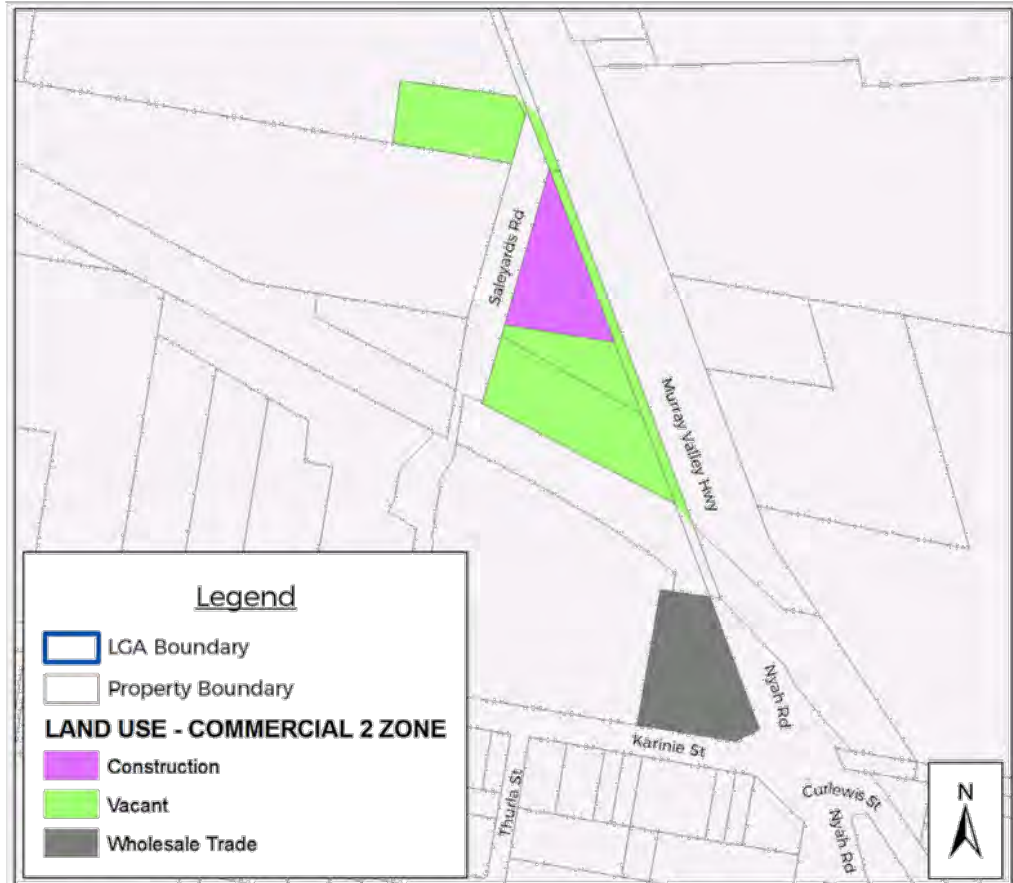 Saleyards Rd
Murray Valley Hwy
Nyah Rd
Karinie St
Thurla St
Curlewis St
Nyah Rd
Legend
LGA Boundary
Property Boundary
LAND USE - COMMERCIAL 2 ZONE
Construction
Vacant
Wholesale Trade
N